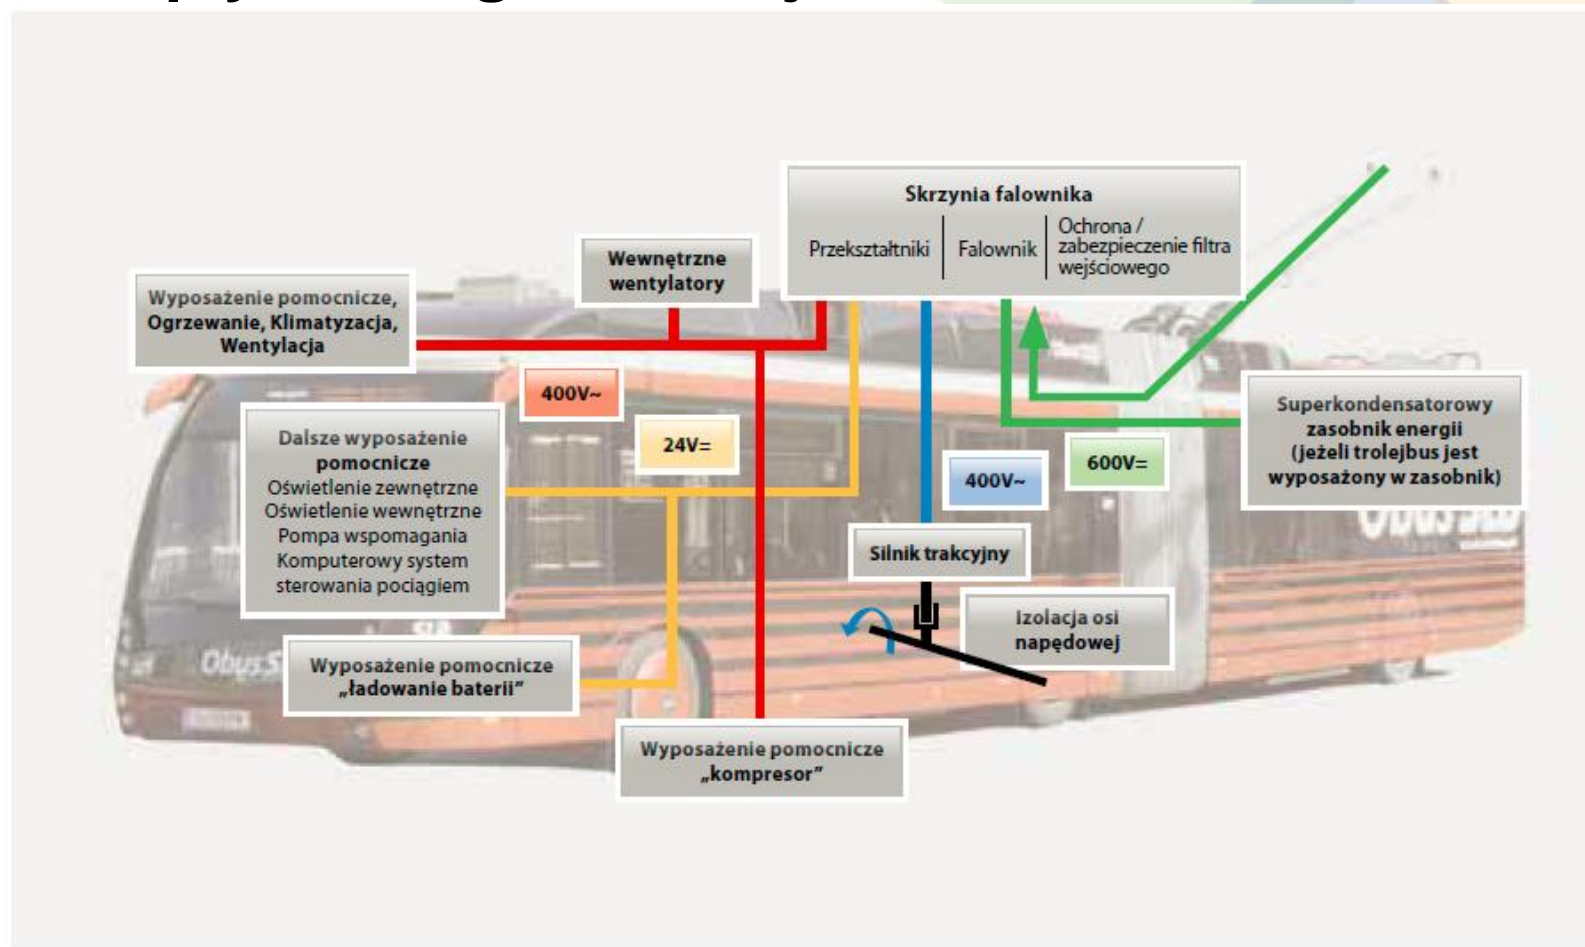 Skrzynia falownika
Przekształtniki
Falownik
Ochrona /
zabezpieczenie filtra
wejściowego
Wewnętrzne
wentylatory
Wyposażenie pomocnicze,
Ogrzewanie, Klimatyzacja,
Wentylacja
400V~
24V=
Dalsze wyposażenie
pomocnicze
Oświetlenie zewnętrzne
Oświetlenie wewnętrzne
Pompa wspomagania
Komputerowy system
sterowania pociągiem
400V~
600V=
Superkondensatorowy
zasobnik energii
(jeżeli trolejbus jest
wyposażony w zasobnik)
Silnik trakcyjny
Izolacja osi
napędowej
Wyposażenie pomocnicze
„ładowanie baterii”
Wyposażenie pomocnicze
„kompresor”